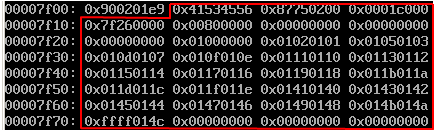 00007f00: 0x900201e9 0x41534556 0x87750200 0x0001c000
00007f10: 0x7f260000 0x00800000 0x00000000 0x00000000
00007f20: 0x00000000 0x01000000 0x01020101 0x01050103
00007f30: 0x010d0107 0x010f010e 0x01110110 0x01130112
00007f40: 0x01150114 0x01170116 0x01190118 0x011b011a
00007f50: 0x011d011c 0x011f011e 0x01410140 0x01430142
00007f60: 0x01450144 0x01470146 0x01490148 0x014b014a
00007f70: 0xffff014c 0x00000000 0x00000000 0x00000000